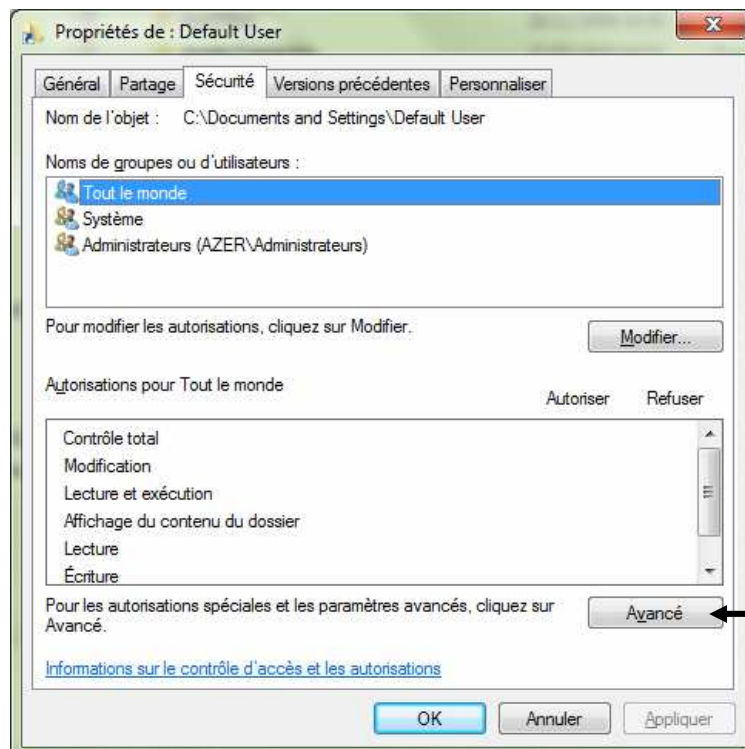 Propriétés de : Default User
Général Partage Sécurité Versions précédentes Personnaliser
Nom de l'objet : C:\Documents and Settings\Default User
Noms de groupes ou d'utilisateurs :
Tout le monde
Système
Administrateurs (AZER\Administrateurs)
Pour modifier les autorisations, cliquez sur Modifier.
Modifier...
Autorisations pour Tout le monde
Autoriser Refuser
Contrôle total
Modification
Lecture et exécution
Affichage du contenu du dossier
Lecture
Écriture
Pour les autorisations spéciales et les paramètres avancés, cliquez sur
Avancé.
Avancé
Informations sur le contrôle d'accès et les autorisations
OK Annuler Appliquer